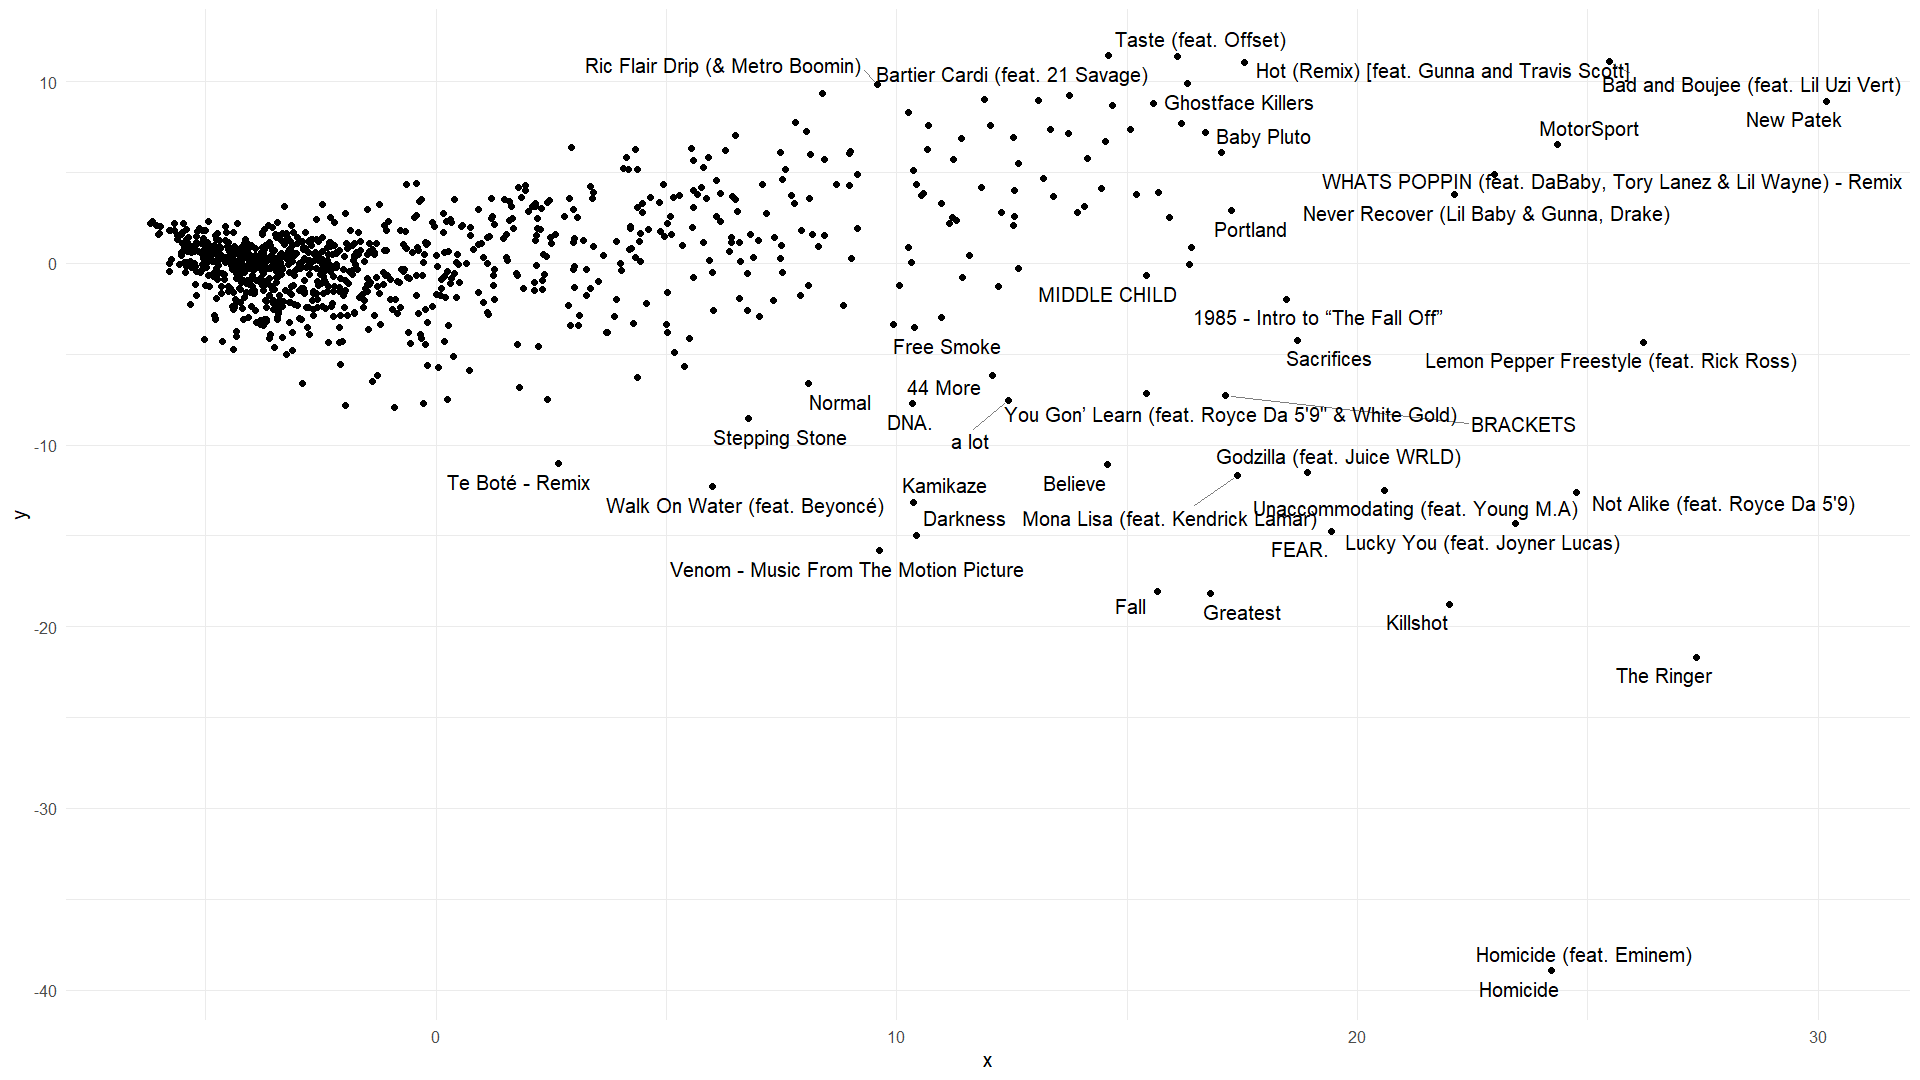 Taste (feat. Offset)
Ric Flair Drip (& Metro Boomin)
Bartier Cardi (feat. 21 Savage)
Hot (Remix) [feat. Gunna and Travis Scott]
Bad and Boujee (feat. Lil Uzi Vert)
10
Ghostface Killers
New Patek
MotorSport
Baby Pluto
WHATS POPPIN (feat. DaBaby, Tory Lanez & Lil Wayne) - Remix
Never Recover (Lil Baby & Gunna, Drake)
Portland
0
MIDDLE CHILD
1985 - Intro to “The Fall Off”
Free Smoke
Sacrifices
Lemon Pepper Freestyle (feat. Rick Ross)
44 More
Normal
You Gon’ Learn (feat. Royce Da 5'9" & White Gold)
DNA.
BRACKETS
Stepping Stone
a lot
-10
Godzilla (feat. Juice WRLD)
Te Boté - Remix
Believe
Kamikaze
Walk On Water (feat. Beyoncé)
Not Alike (feat. Royce Da 5'9)
Unaccommodating (feat. Young M.A)
y
Darkness
Mona Lisa (feat. Kendrick Lamar)
Lucky You (feat. Joyner Lucas)
FEAR.
Venom - Music From The Motion Picture
Fall
Greatest
Killshot
-20
The Ringer
-30
Homicide (feat. Eminem)
Homicide
-40
0
10
20
30
x